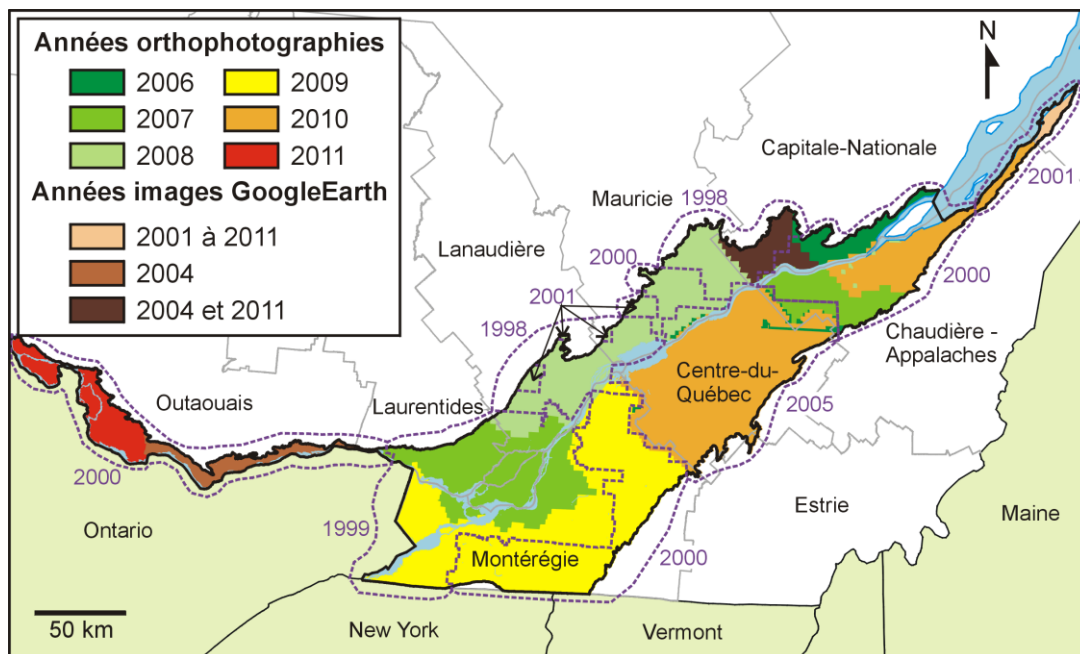 Années orthophotographies
2006 2009
2007 2010
2008 2011
Années images GoogleEarth
2001 à 2011
2004
2004 et 2011
N
Capitale-Nationale
2001
Mauricie
1998
Lanaudière
2000
2000
2001
1998
Chaudière -
Appalaches
Centre-du-
Québec
Outaouais
Laurentides
2005
2000
Estrie
Ontario
1999
Maine
Montérégie
2000
50 km
New York
Vermont